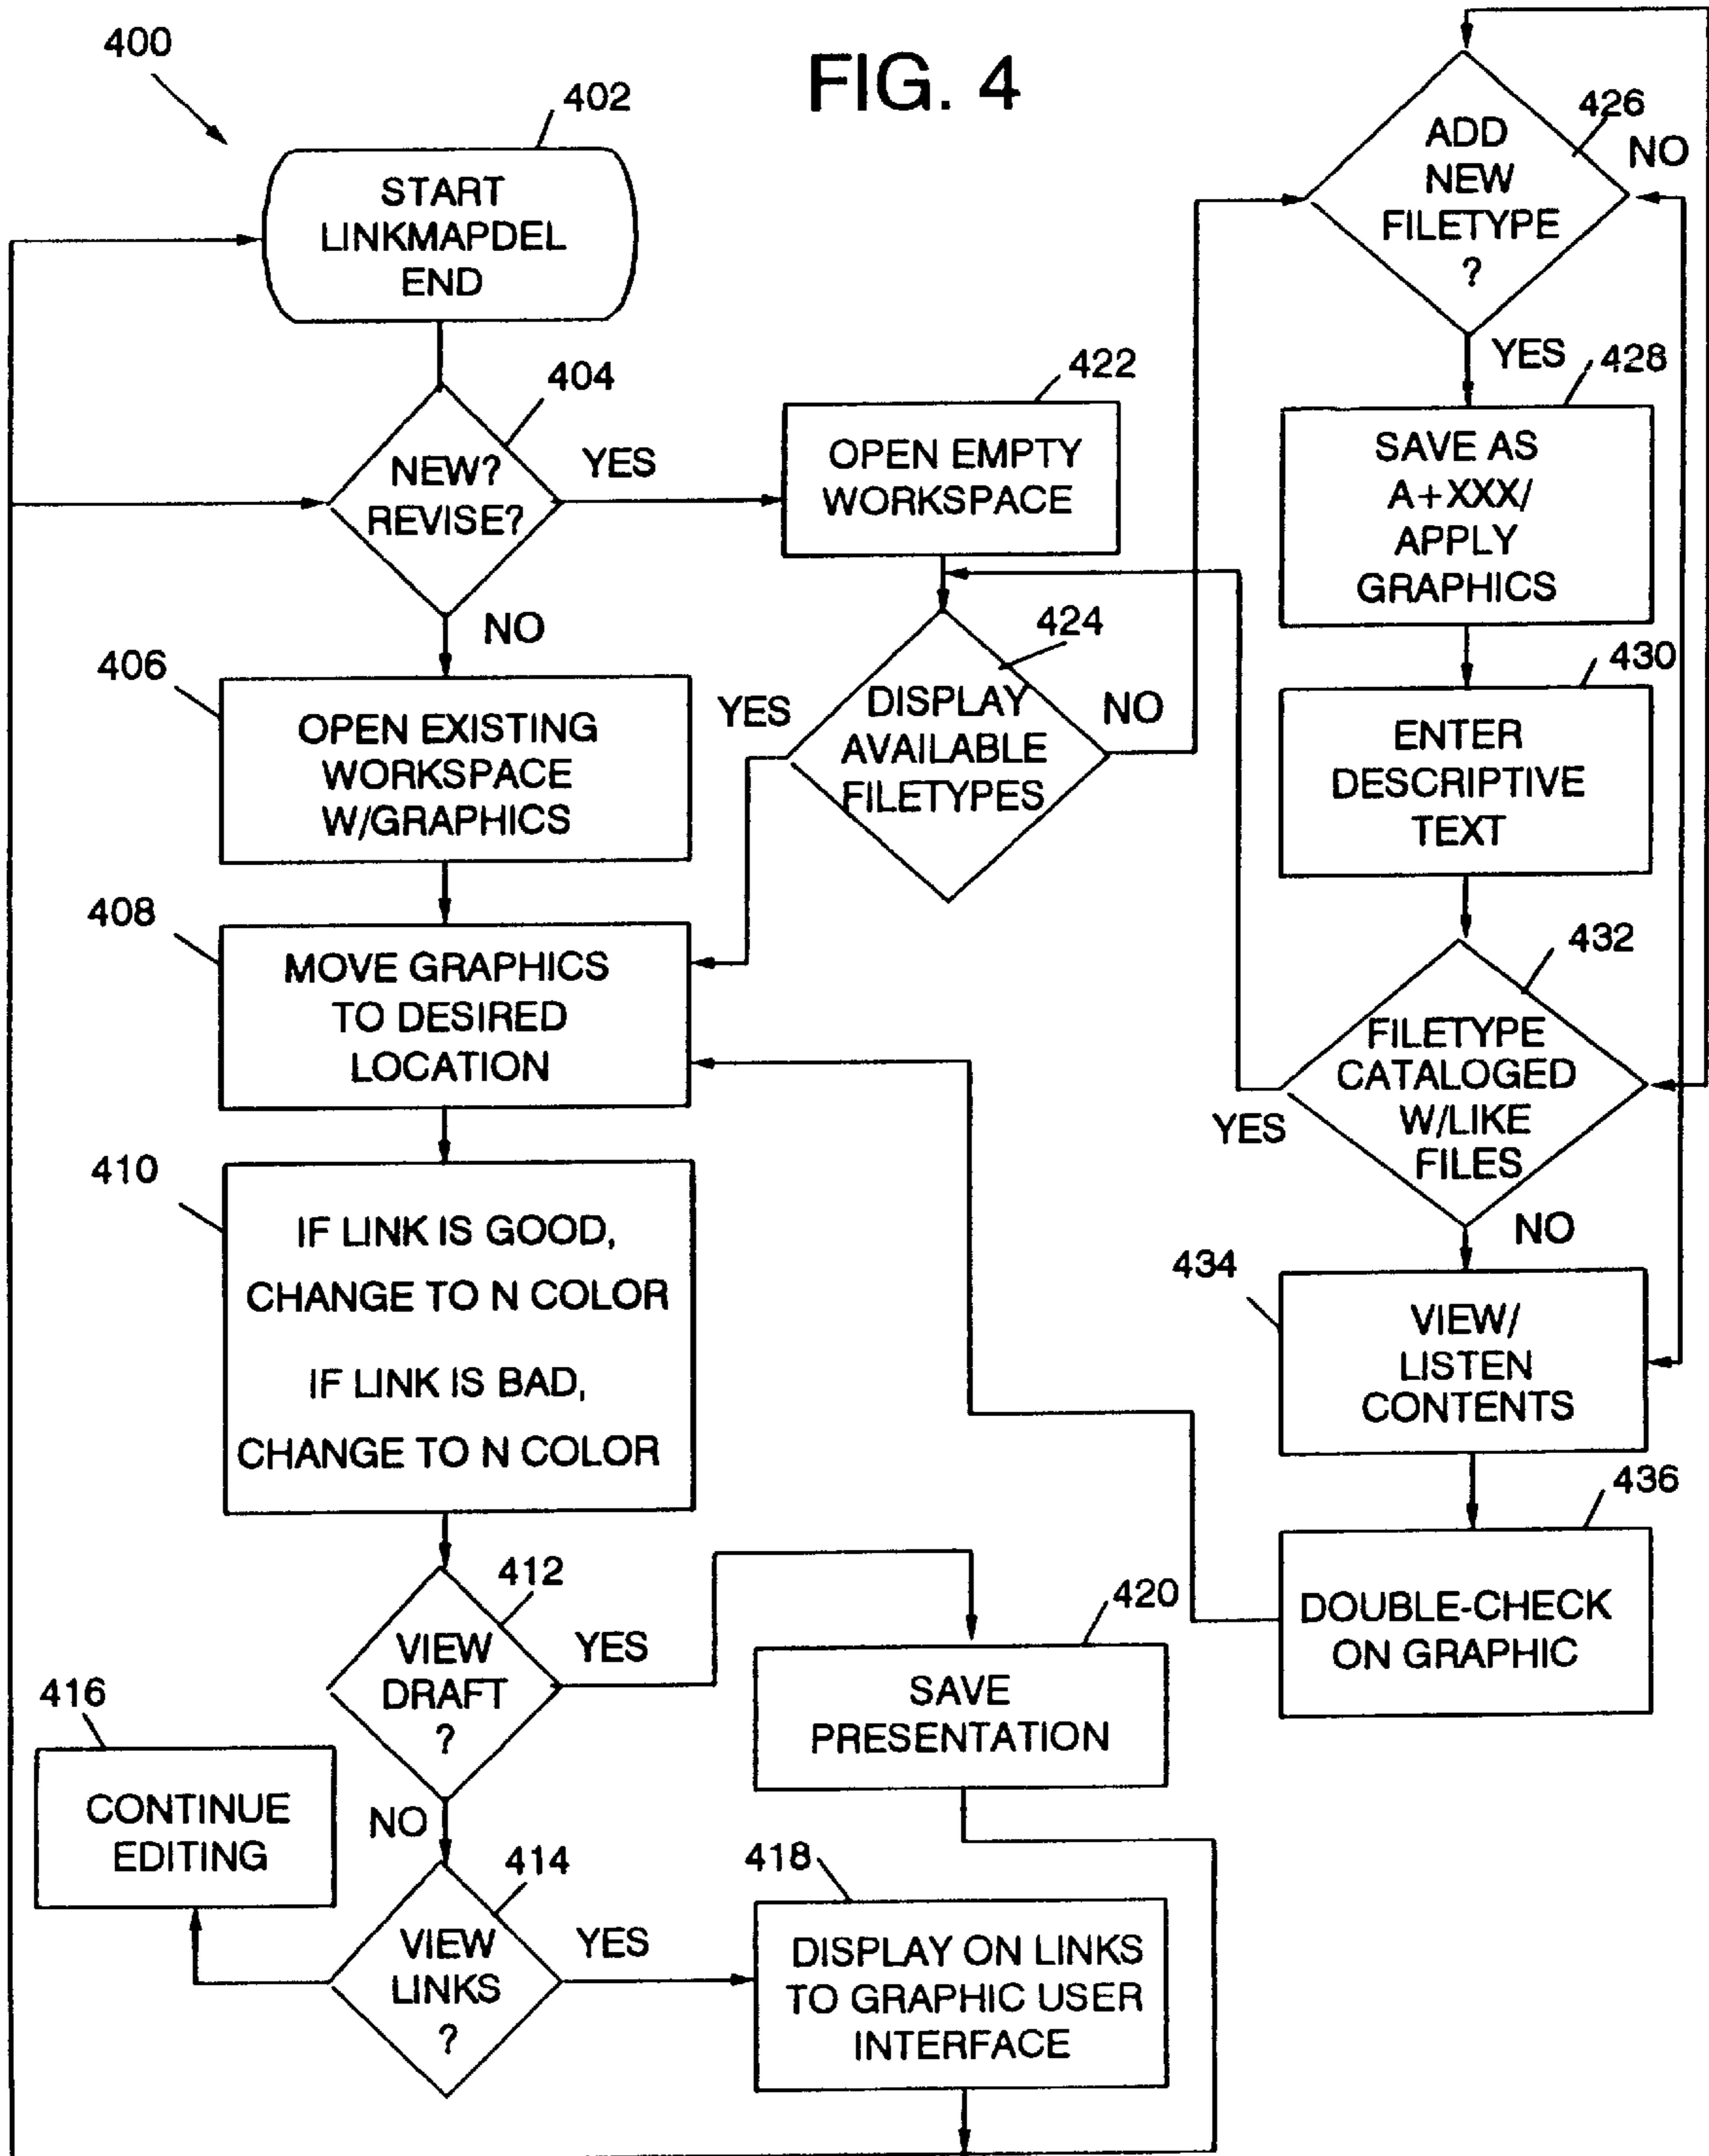 FIG. 4
400
402
START
LINKMAPDEL
END
404
NEW?
REVISE?
YES
NO
406
OPEN EXISTING
WORKSPACE
W/GRAPHICS
408
MOVE GRAPHICS
TO DESIRED
LOCATION
410
IF LINK IS GOOD,
CHANGE TO N COLOR
IF LINK IS BAD,
CHANGE TO N COLOR
412
VIEW
DRAFT
?
YES
NO
414
VIEW
LINKS
?
YES
416
CONTINUE
EDITING
418
DISPLAY ON LINKS
TO GRAPHIC USER
INTERFACE
420
SAVE
PRESENTATION
422
OPEN EMPTY
WORKSPACE
424
DISPLAY
AVAILABLE
FILETYPES
YES
NO
426
ADD
NEW
FILETYPE
?
NO
YES
428
SAVE AS
A+XXX/
APPLY
GRAPHICS
430
ENTER
DESCRIPTIVE
TEXT
432
FILETYPE
CATALOGED
W/LIKE
FILES
YES
NO
434
VIEW/
LISTEN
CONTENTS
436
DOUBLE-CHECK
ON GRAPHIC